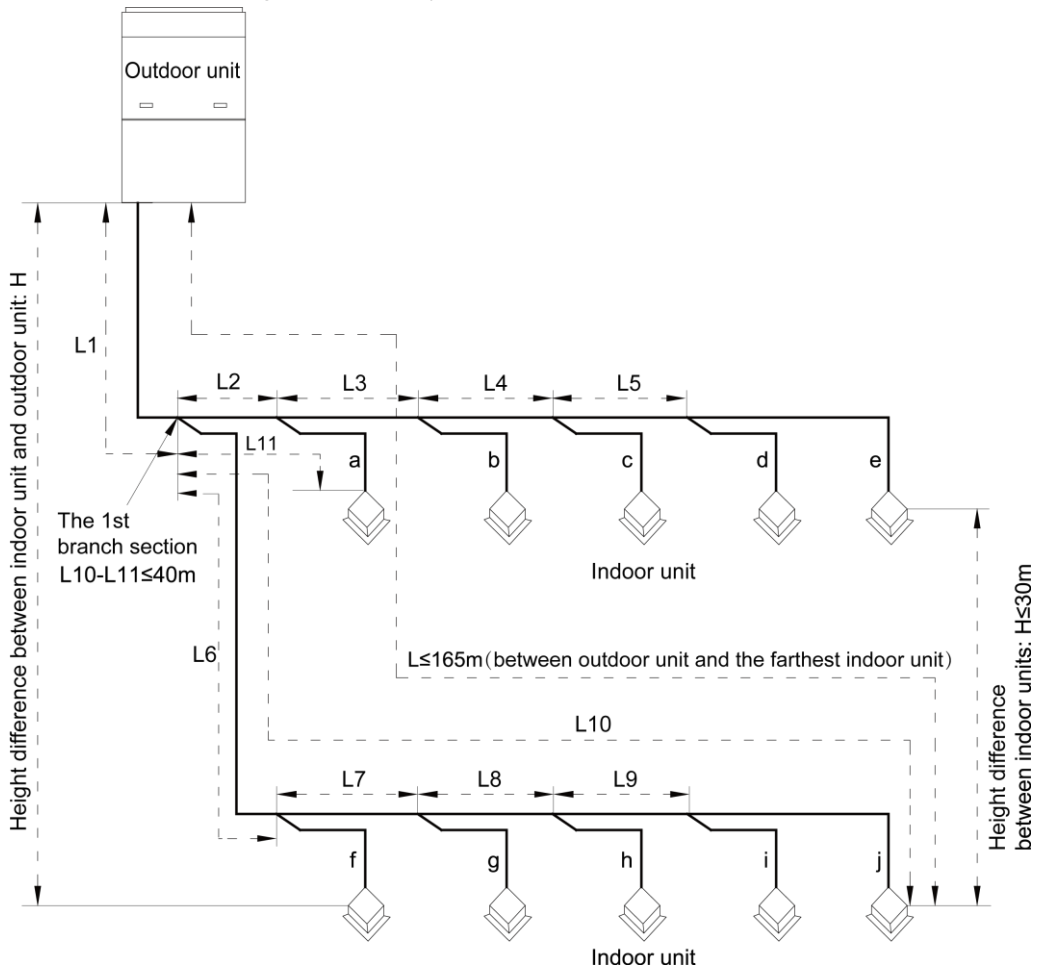 Outdoor unit
Height difference between indoor unit and outdoor unit: H
L1
L2
L3
L4
L5
L11
a
b
c
d
e
The 1st
branch section
L10-L11≤40m
Indoor unit
L6
L≤165m(between outdoor unit and the farthest indoor unit)
L10
Height difference
between indoor units: H≤30m
L7
L8
L9
f
g
h
i
j
Indoor unit